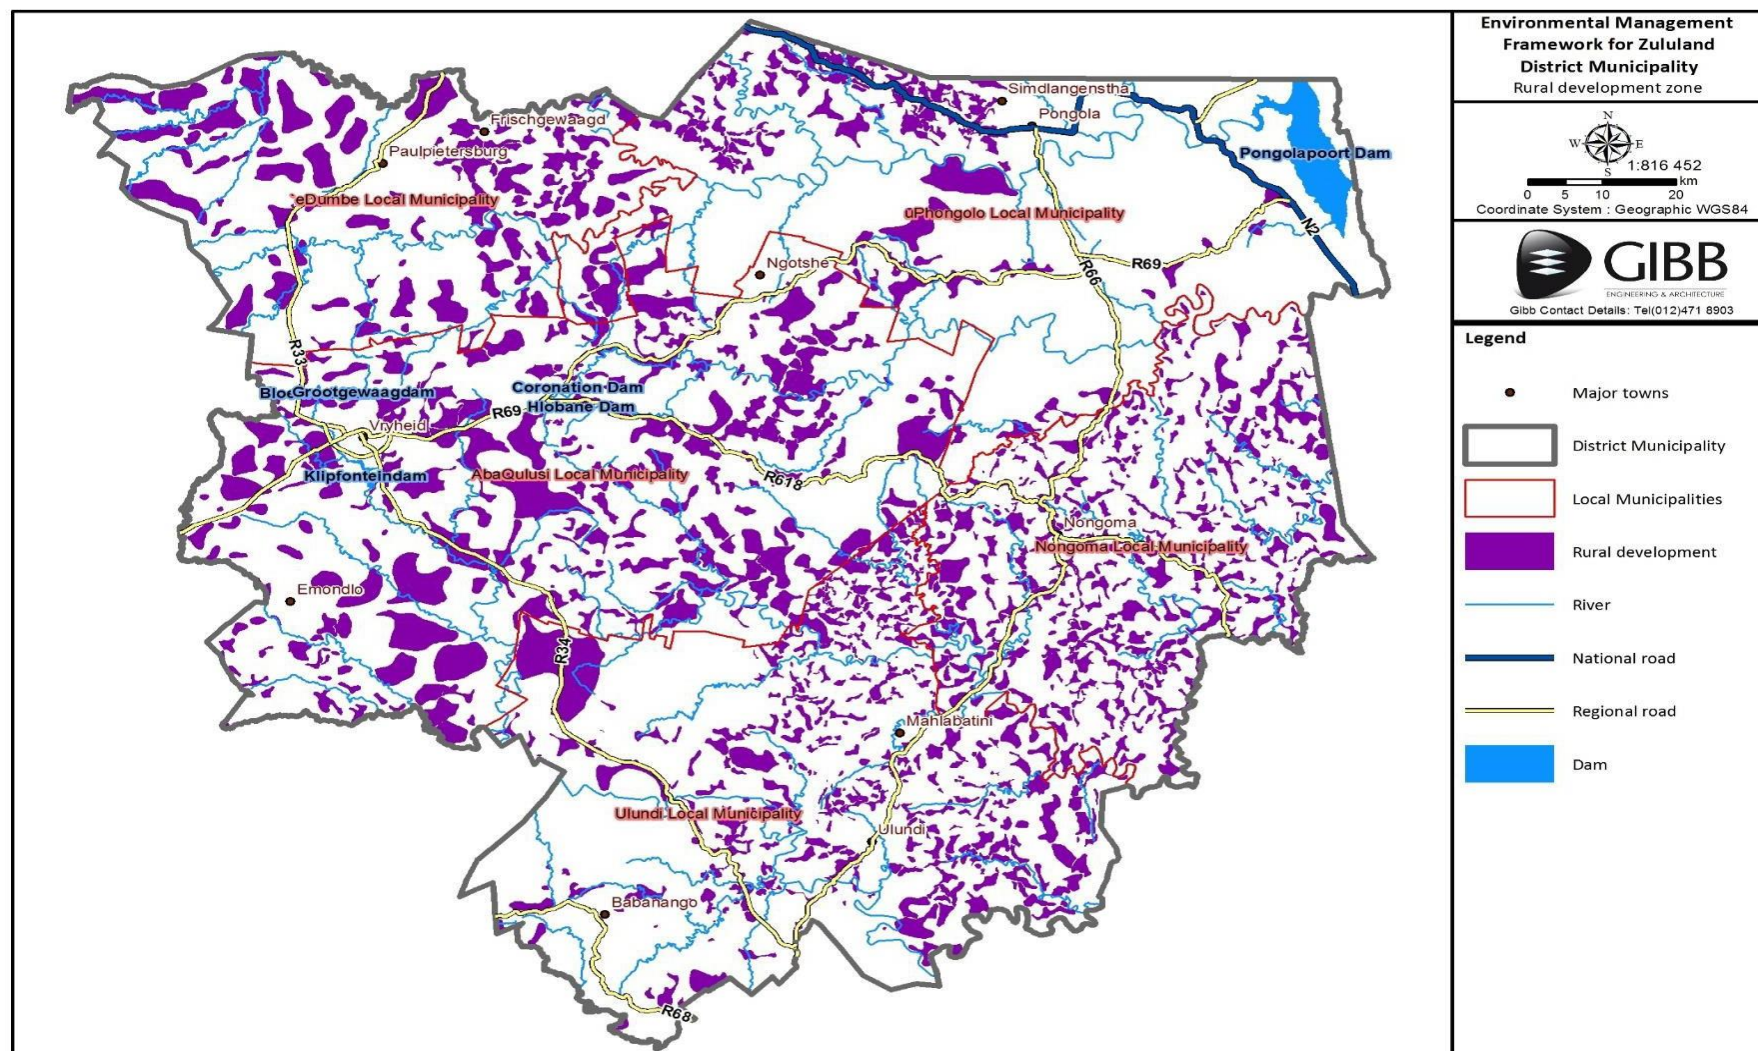 Environmental Management
Framework for Zululand
District Municipality
Rural development zone
N
W E
S
1:816 452
0 5 10 20 km
Coordinate System : Geographic WGS84
GIBB
ENGINEERING & ARCHITECTURE
Gibb Contact Details: Tel(012)471 8903
Legend
Major towns
District Municipality
Local Municipalities
Rural development
River
National road
Regional road
Dam
Simdlangenstha
Pongola
Frischgewaagd
Paulpietersburg
Pongolapoort Dam
eDumbe Local Municipality
uPhongolo Local Municipality
N2
Ngotshe
R69
R66
R33
Coronation Dam
BloeGrootgewaagdam
Hlobane Dam
R69
Vryheid
Klipfonteindam
AbaQulusi Local Municipality
R618
Nongoma
Nongoma Local Municipality
Emondlo
R34
Mahlabatini
Ulundi Local Municipality
Ulundi
Babanango
R68